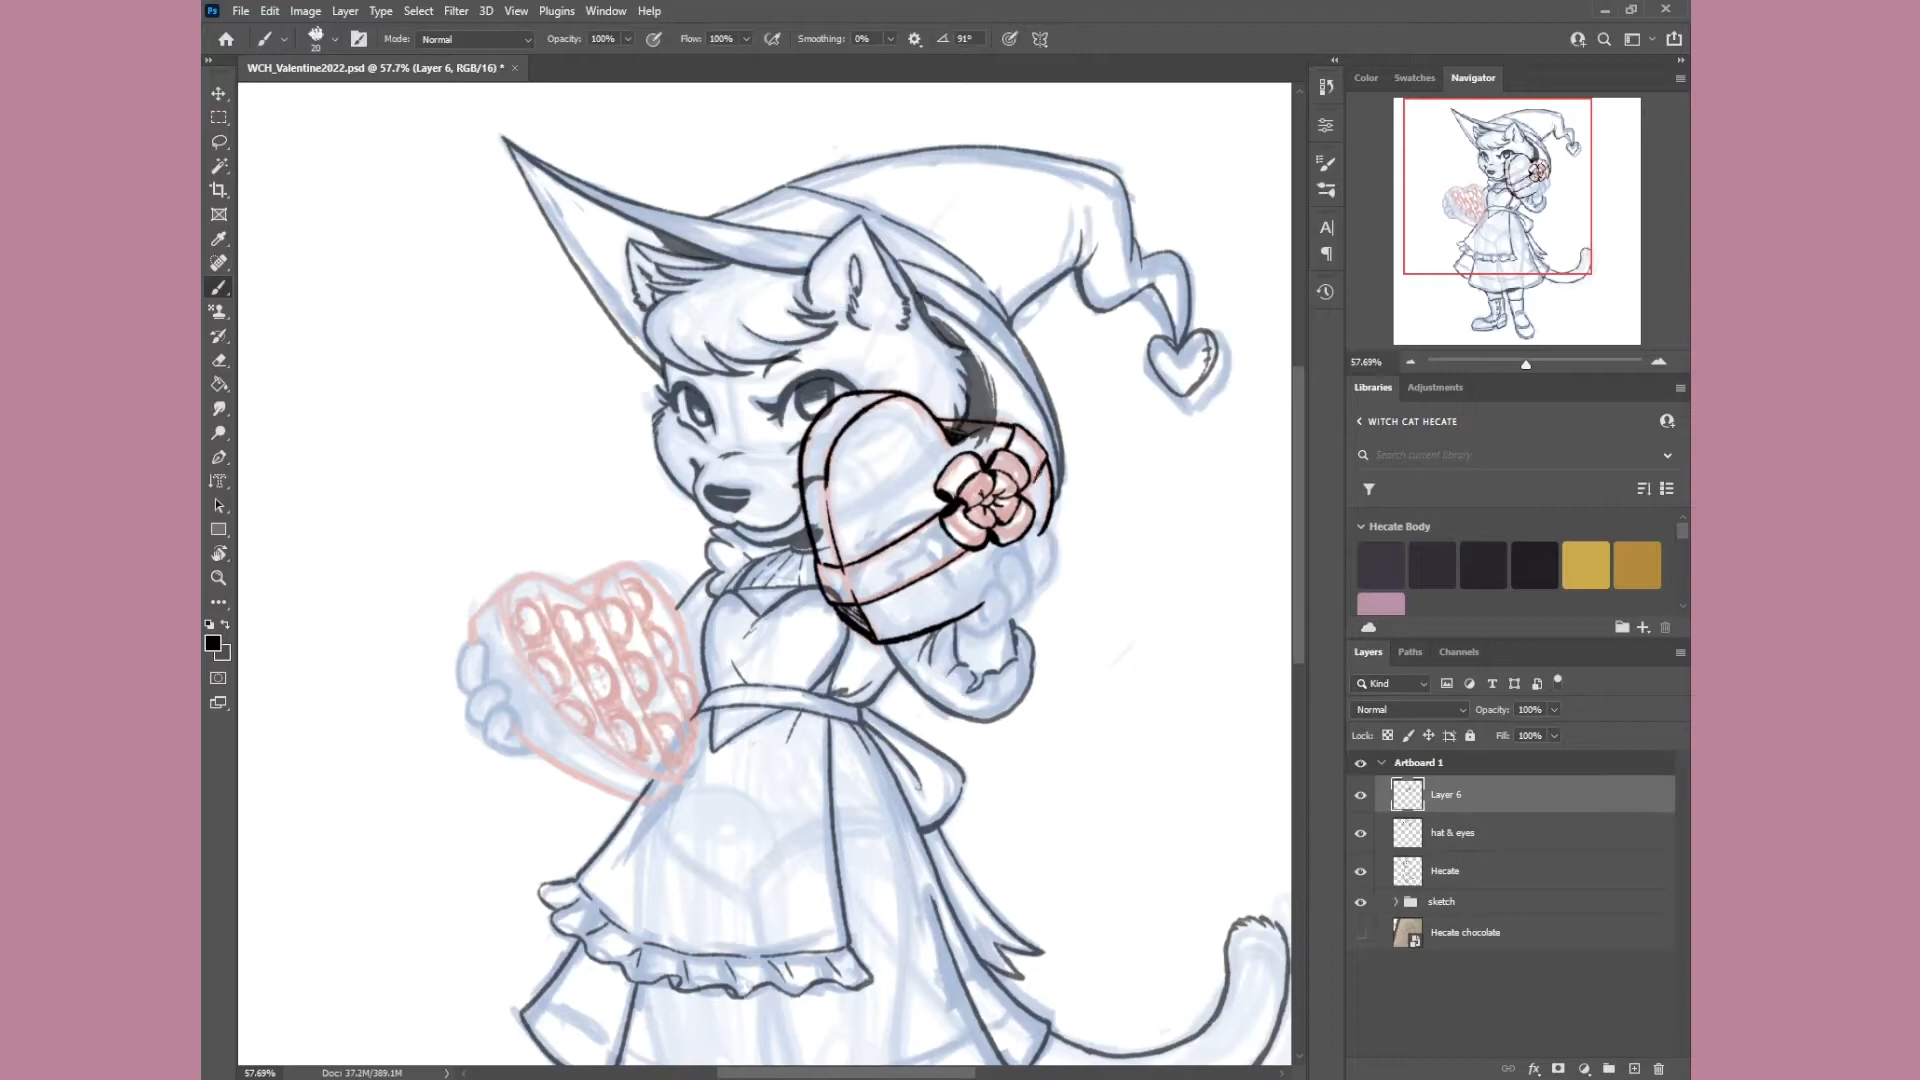 Ps File Edit Image Layer Type Select Filter 3D View Plugins Window Help
20 Mode: Normal Opacity: 100% Flow: 100% Smoothing: 0% 91°
WCH_Valentine2022.psd @ 57.7% (Layer 6, RGB/16) * ×
Color Swatches Navigator
57.69%
Libraries Adjustments
WITCH CAT HECATE
Search current library
Hecate Body
Layers Paths Channels
Kind
Normal Opacity: 100%
Lock: Fill: 100%
Artboard 1
Layer 6
hat & eyes
Hecate
sketch
Hecate chocolate
57.69% Doc: 37.2M/389.1M